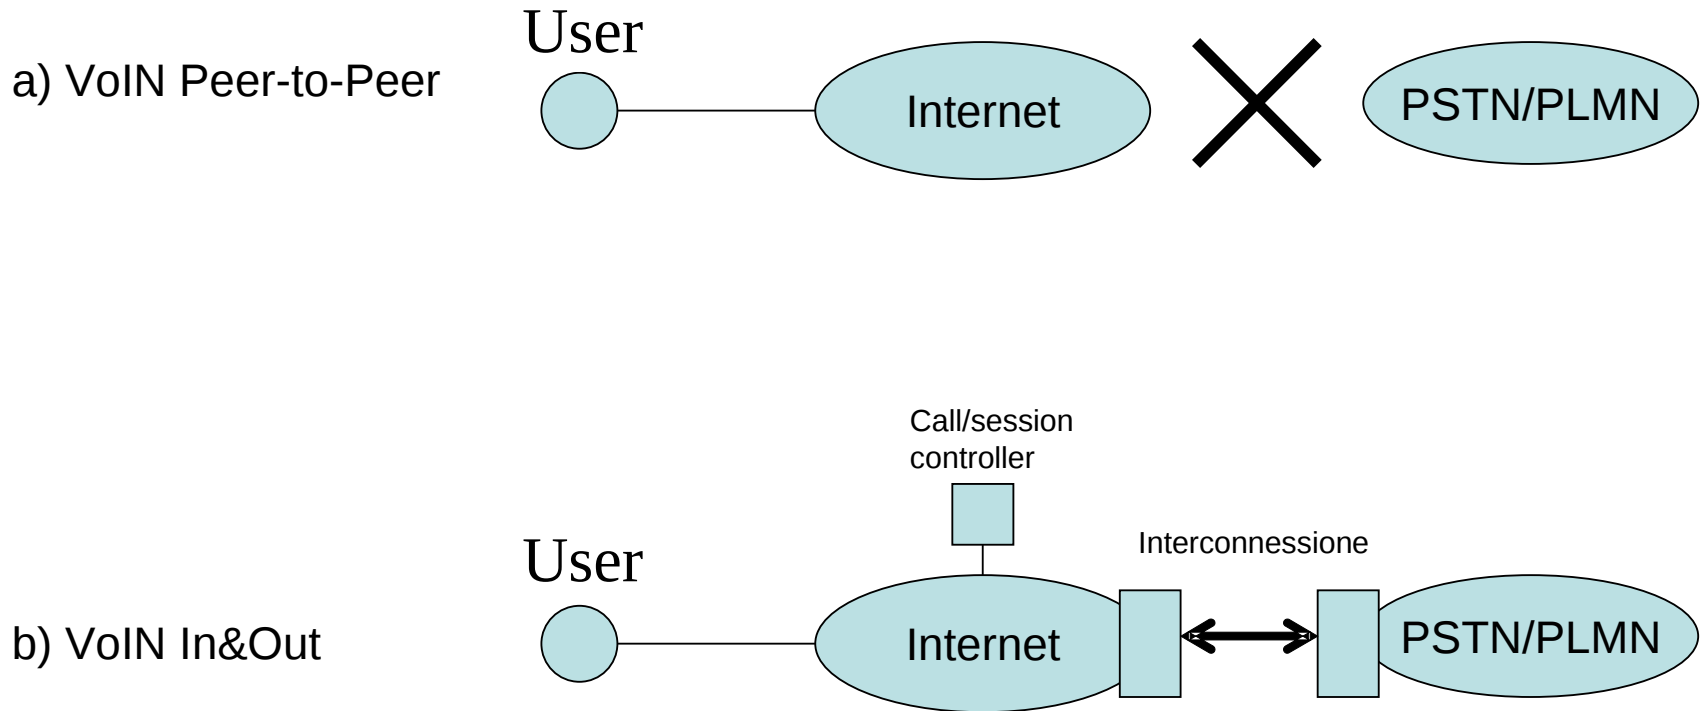 User
a) VoIN Peer-to-Peer
Internet
PSTN/PLMN
Call/session
controller
Interconnessione
User
b) VoIN In&Out
Internet
PSTN/PLMN